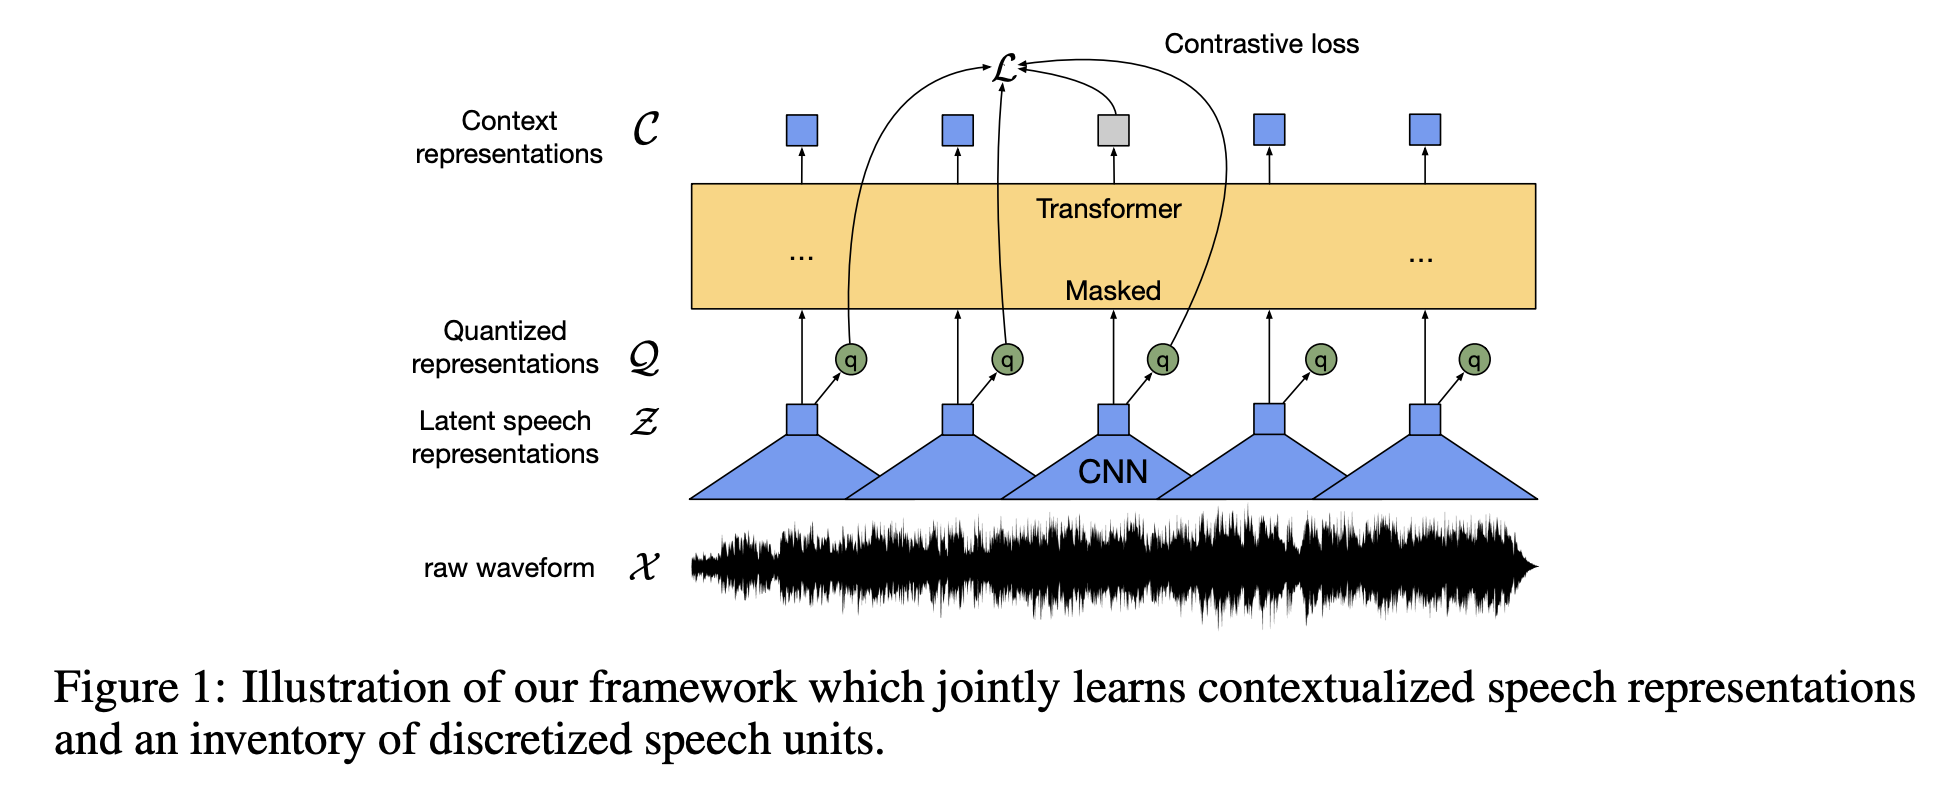 Contrastive loss
ℒ
Context
representations
𝒞
Transformer
...
...
Masked
Quantized
representations
𝒬
q
q
q
q
q
Latent speech
representations
𝒵
CNN
raw waveform
𝒳
Figure 1: Illustration of our framework which jointly learns contextualized speech representations
and an inventory of discretized speech units.